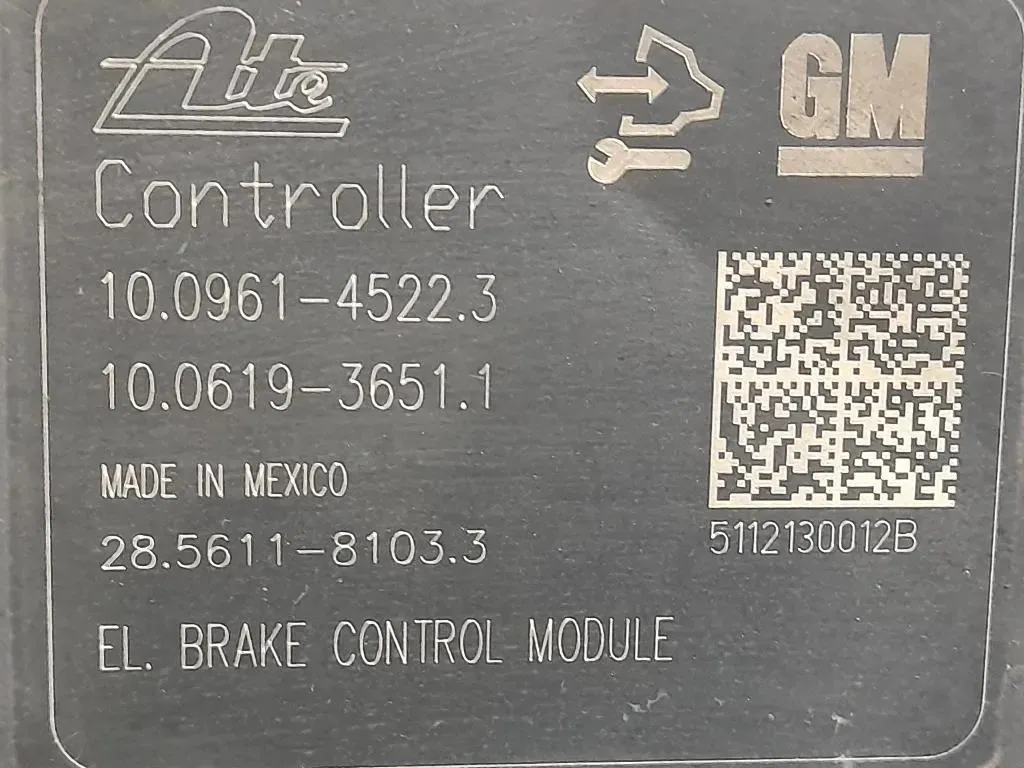 Ate
GM
Controller
10.0961-4522.3
10.0619-3651.1
MADE IN MEXICO
28.5611-8103.3
5112130012B
EL. BRAKE CONTROL MODULE